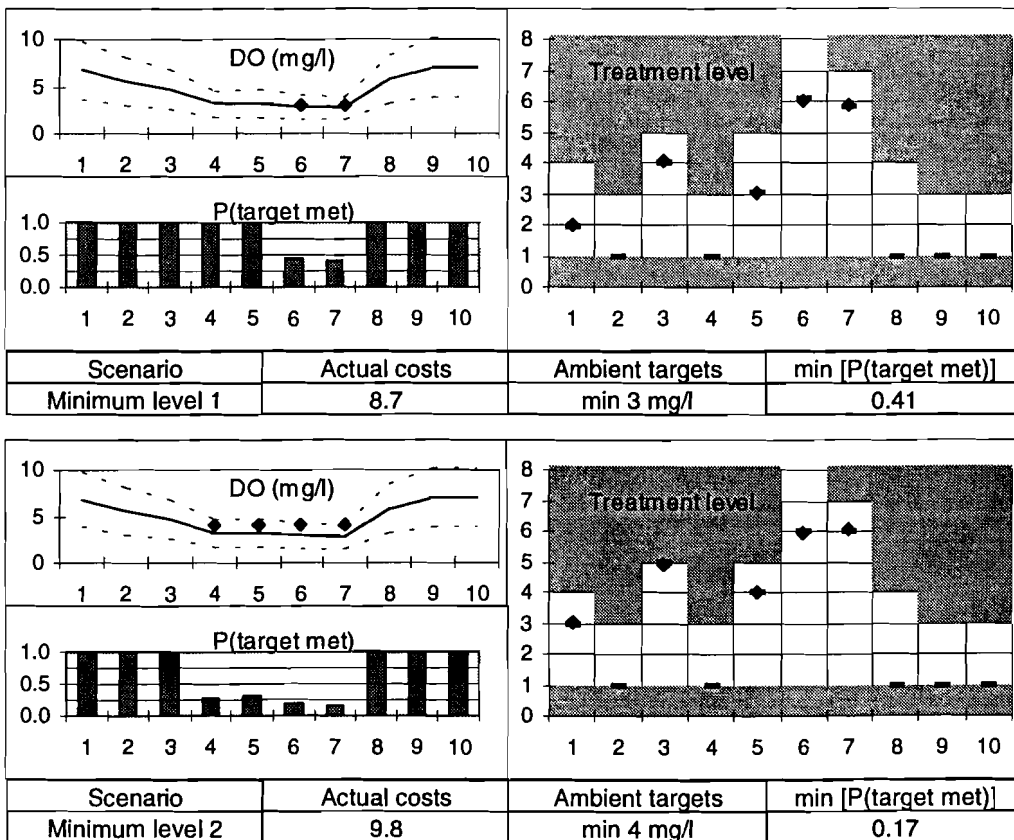 DO (mg/l)
10
5
0
1 2 3 4 5 6 7 8 9 10
P(target met)
1.0
0.5
0.0
1 2 3 4 5 6 7 8 9 10
Treatment level
8
7
6
5
4
3
2
1
0
1 2 3 4 5 6 7 8 9 10
Scenario Actual costs Ambient targets min [P(target met)]
Minimum level 1 8.7 min 3 mg/l 0.41
DO (mg/l)
10
5
0
1 2 3 4 5 6 7 8 9 10
P(target met)
1.0
0.5
0.0
1 2 3 4 5 6 7 8 9 10
Treatment level
8
7
6
5
4
3
2
1
0
1 2 3 4 5 6 7 8 9 10
Scenario Actual costs Ambient targets min [P(target met)]
Minimum level 2 9.8 min 4 mg/l 0.17